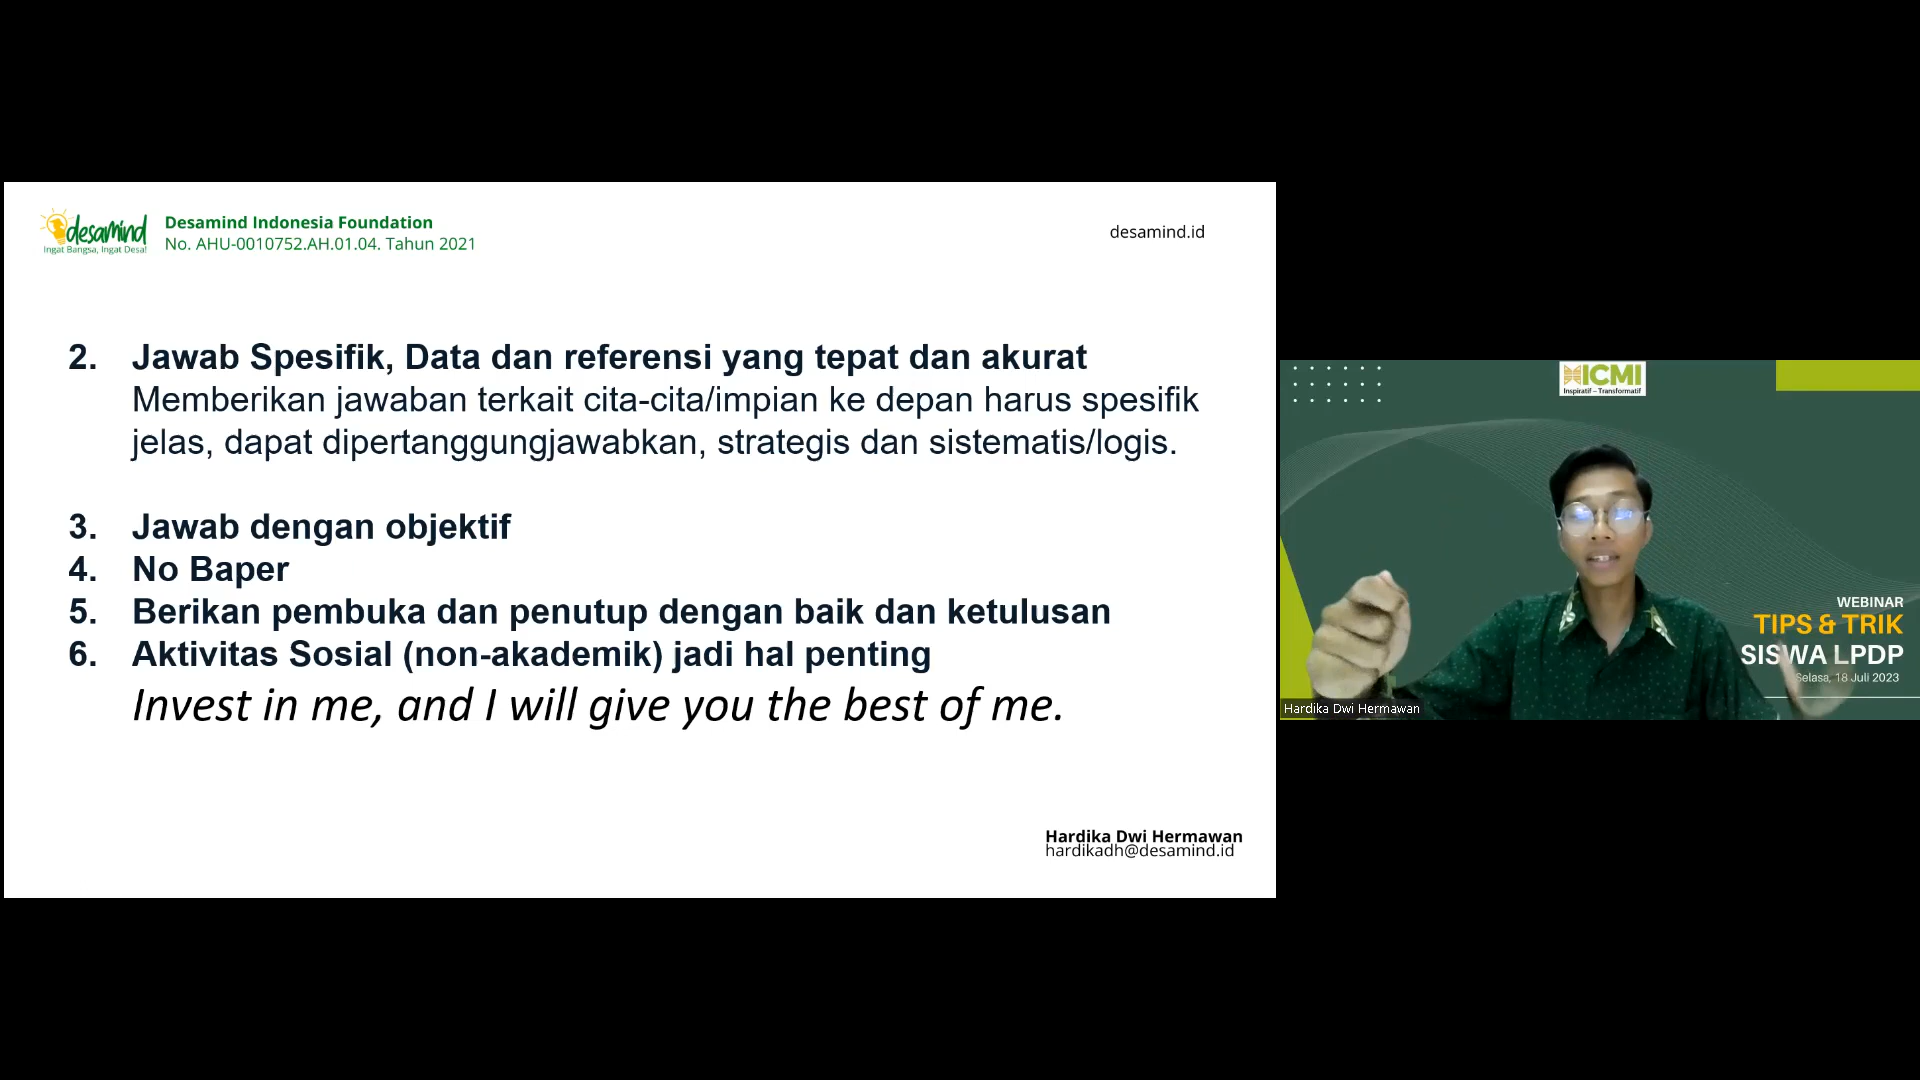 desamind
Ingat Bangsa, Ingat Desa!
Desamind Indonesia Foundation
No. AHU-0010752.AH.01.04. Tahun 2021
desamind.id
2. Jawab Spesifik, Data dan referensi yang tepat dan akurat
Memberikan jawaban terkait cita-cita/impian ke depan harus spesifik
jelas, dapat dipertanggungjawabkan, strategis dan sistematis/logis.
3. Jawab dengan objektif
4. No Baper
5. Berikan pembuka dan penutup dengan baik dan ketulusan
6. Aktivitas Sosial (non-akademik) jadi hal penting
Invest in me, and I will give you the best of me.
Hardika Dwi Hermawan
hardikadh@desamind.id
ICMI
Inspiratif – Transformatif
WEBINAR
TIPS & TRIK
SISWA LPDP
Selasa, 18 Juli 2023
Hardika Dwi Hermawan